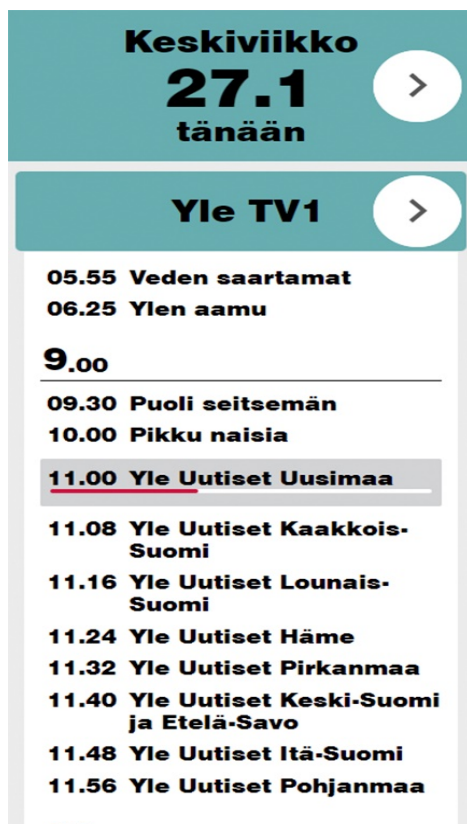 Keskiviikko
27.1
tänään
Yle TV1
05.55 Veden saartamat
06.25 Ylen aamu
9.00
09.30 Puoli seitsemän
10.00 Pikku naisia
11.00 Yle Uutiset Uusimaa
11.08 Yle Uutiset Kaakkois-
Suomi
11.16 Yle Uutiset Lounais-
Suomi
11.24 Yle Uutiset Häme
11.32 Yle Uutiset Pirkanmaa
11.40 Yle Uutiset Keski-Suomi
ja Etelä-Savo
11.48 Yle Uutiset Itä-Suomi
11.56 Yle Uutiset Pohjanmaa